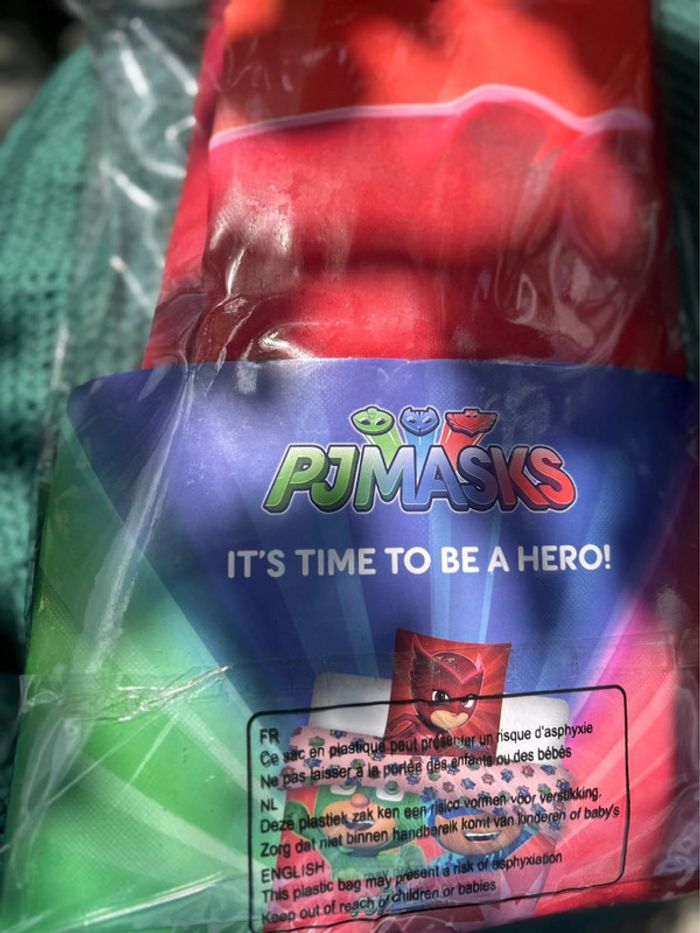 PJMASKS
IT'S TIME TO BE A HERO!
FR
Ce sac en plastique peut présenter un risque d'asphyxie
Ne pas laisser à la portée des enfants ou des bébés
NL
Deze plastiek zak ken een risico vormen voor verstikking.
Zorg dat niet binnen handbereik komt van kinderen of baby's
ENGLISH
This plastic bag may present a risk of asphyxiation
Keep out of reach of children or babies
PJMASKS